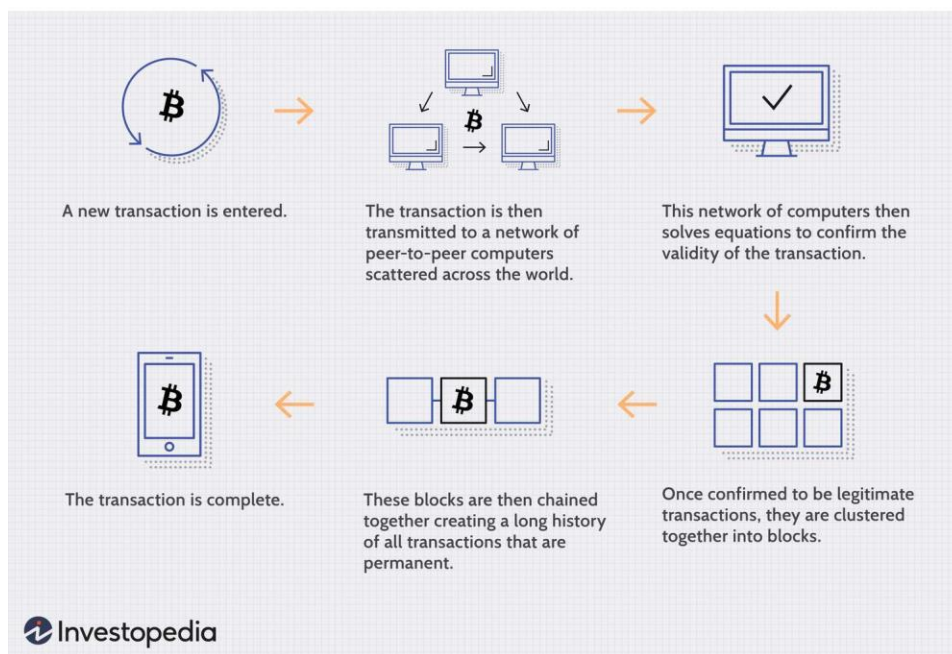 A new transaction is entered.
The transaction is then
transmitted to a network of
peer-to-peer computers
scattered across the world.
This network of computers then
solves equations to confirm the
validity of the transaction.
Once confirmed to be legitimate
transactions, they are clustered
together into blocks.
These blocks are then chained
together creating a long history
of all transactions that are
permanent.
The transaction is complete.
Investopedia